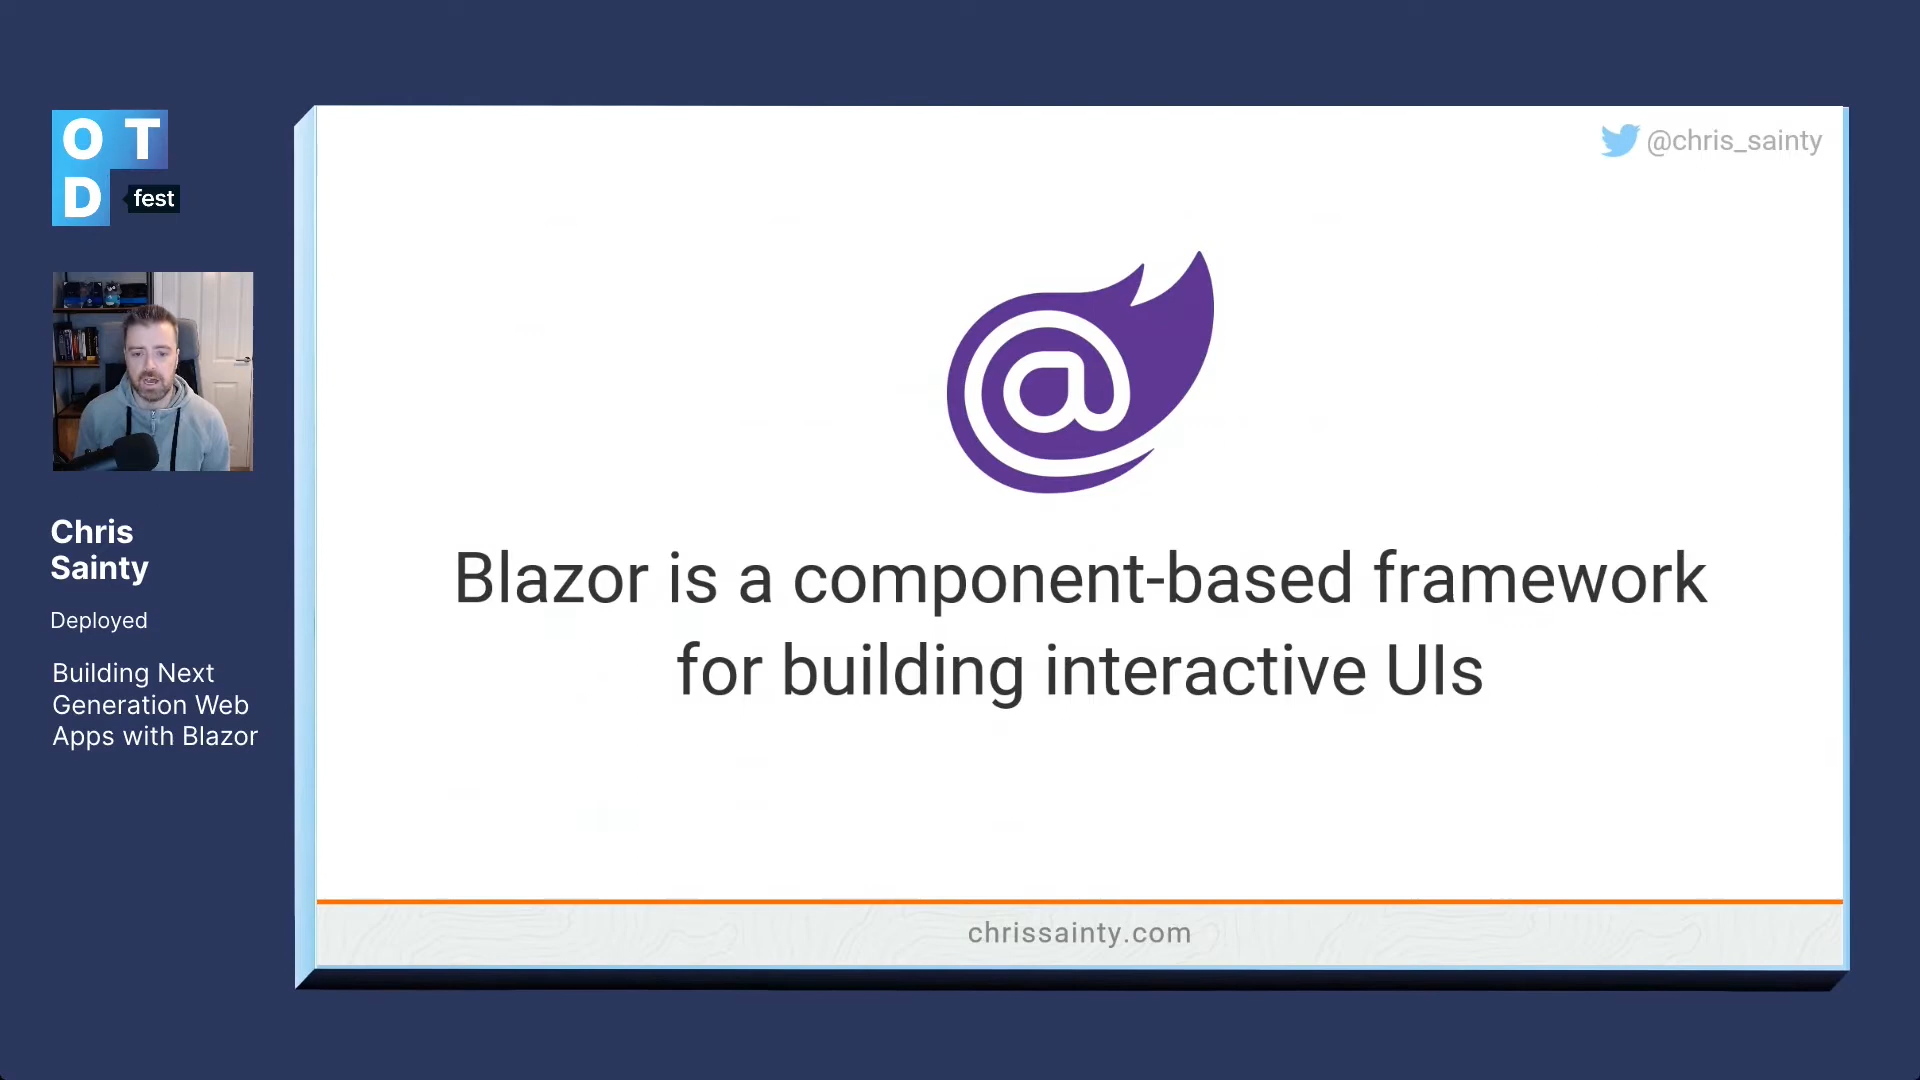 O T
D fest
Chris
Sainty
Deployed
Building Next
Generation Web
Apps with Blazor
@chris_sainty
@
Blazor is a component-based framework
for building interactive UIs
chrissainty.com